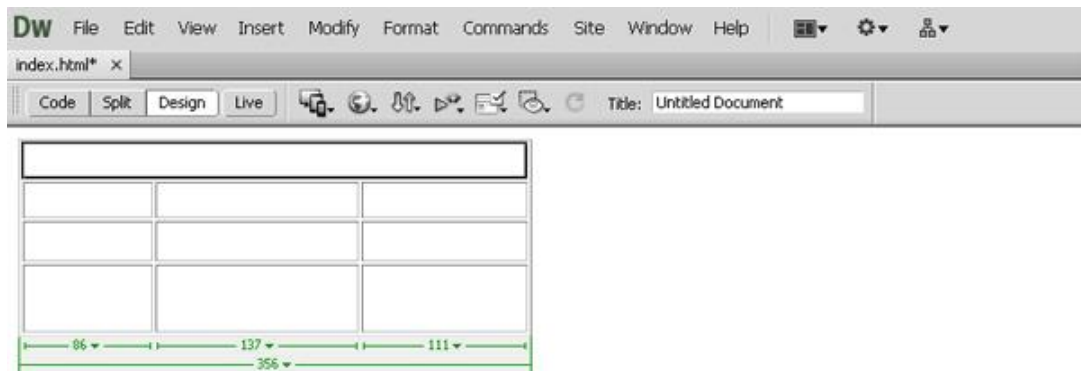 DW File Edit View Insert Modify Format Commands Site Window Help
index.html* ×
Code Split Design Live Title: Untitled Document
86 137 111
356